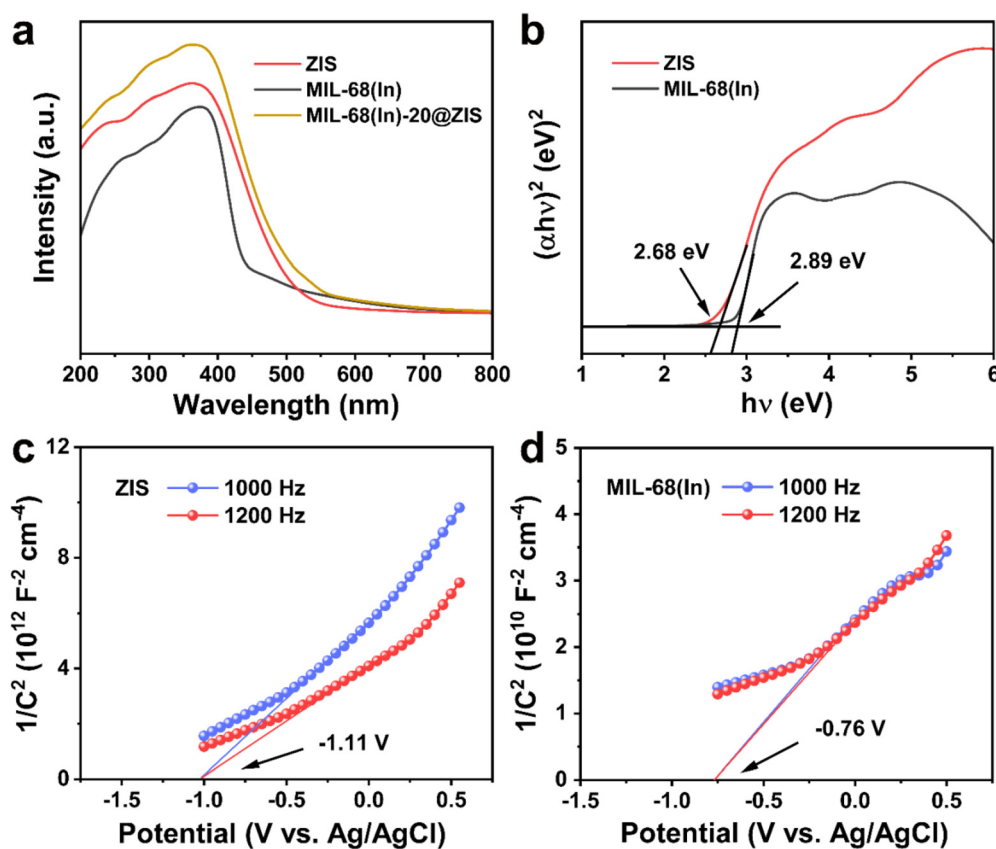 a
ZIS
MIL-68(In)
MIL-68(In)-20@ZIS
Intensity (a.u.)
200 300 400 500 600 700 800
Wavelength (nm)
b
ZIS
MIL-68(In)
(αhν)² (eV)²
2.68 eV
2.89 eV
1 2 3 4 5 6
hν (eV)
c
ZIS
1000 Hz
1200 Hz
1/C² (10¹² F⁻² cm⁻⁴)
12
8
4
0
-1.11 V
-1.5 -1.0 -0.5 0.0 0.5
Potential (V vs. Ag/AgCl)
d
MIL-68(In)
1000 Hz
1200 Hz
1/C² (10¹⁰ F⁻² cm⁻⁴)
5
4
3
2
1
0
-0.76 V
-1.5 -1.0 -0.5 0.0 0.5
Potential (V vs. Ag/AgCl)